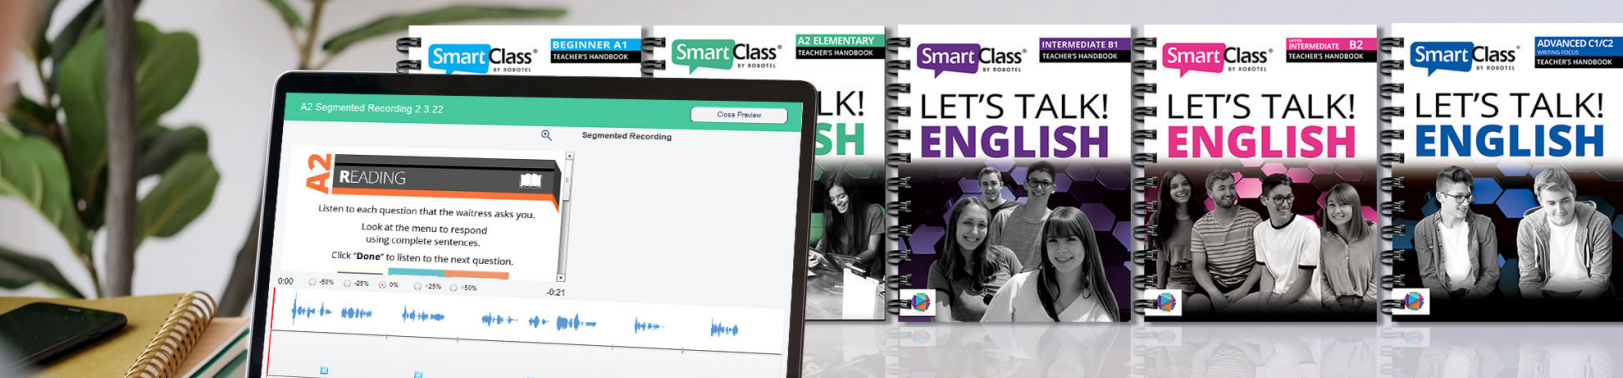 SmartClass®
BY ROBOTEL
BEGINNER A1
TEACHER'S HANDBOOK
SmartClass®
BY ROBOTEL
A2 ELEMENTARY
TEACHER'S HANDBOOK
LK!
SH
SmartClass®
BY ROBOTEL
INTERMEDIATE B1
TEACHER'S HANDBOOK
LET'S TALK!
ENGLISH
SmartClass®
BY ROBOTEL
UPPER
INTERMEDIATE B2
TEACHER'S HANDBOOK
LET'S TALK!
ENGLISH
SmartClass®
BY ROBOTEL
ADVANCED C1/C2
WRITING FOCUS
TEACHER'S HANDBOOK
LET'S TALK!
ENGLISH
A2 Segmented Recording 2.3.22
Close Preview
Segmented Recording
A2
READING
Listen to each question that the waitress asks you.
Look at the menu to respond
using complete sentences.
Click "Done" to listen to the next question.
0:00 -50% -25% 0% +25% +50% -0:21